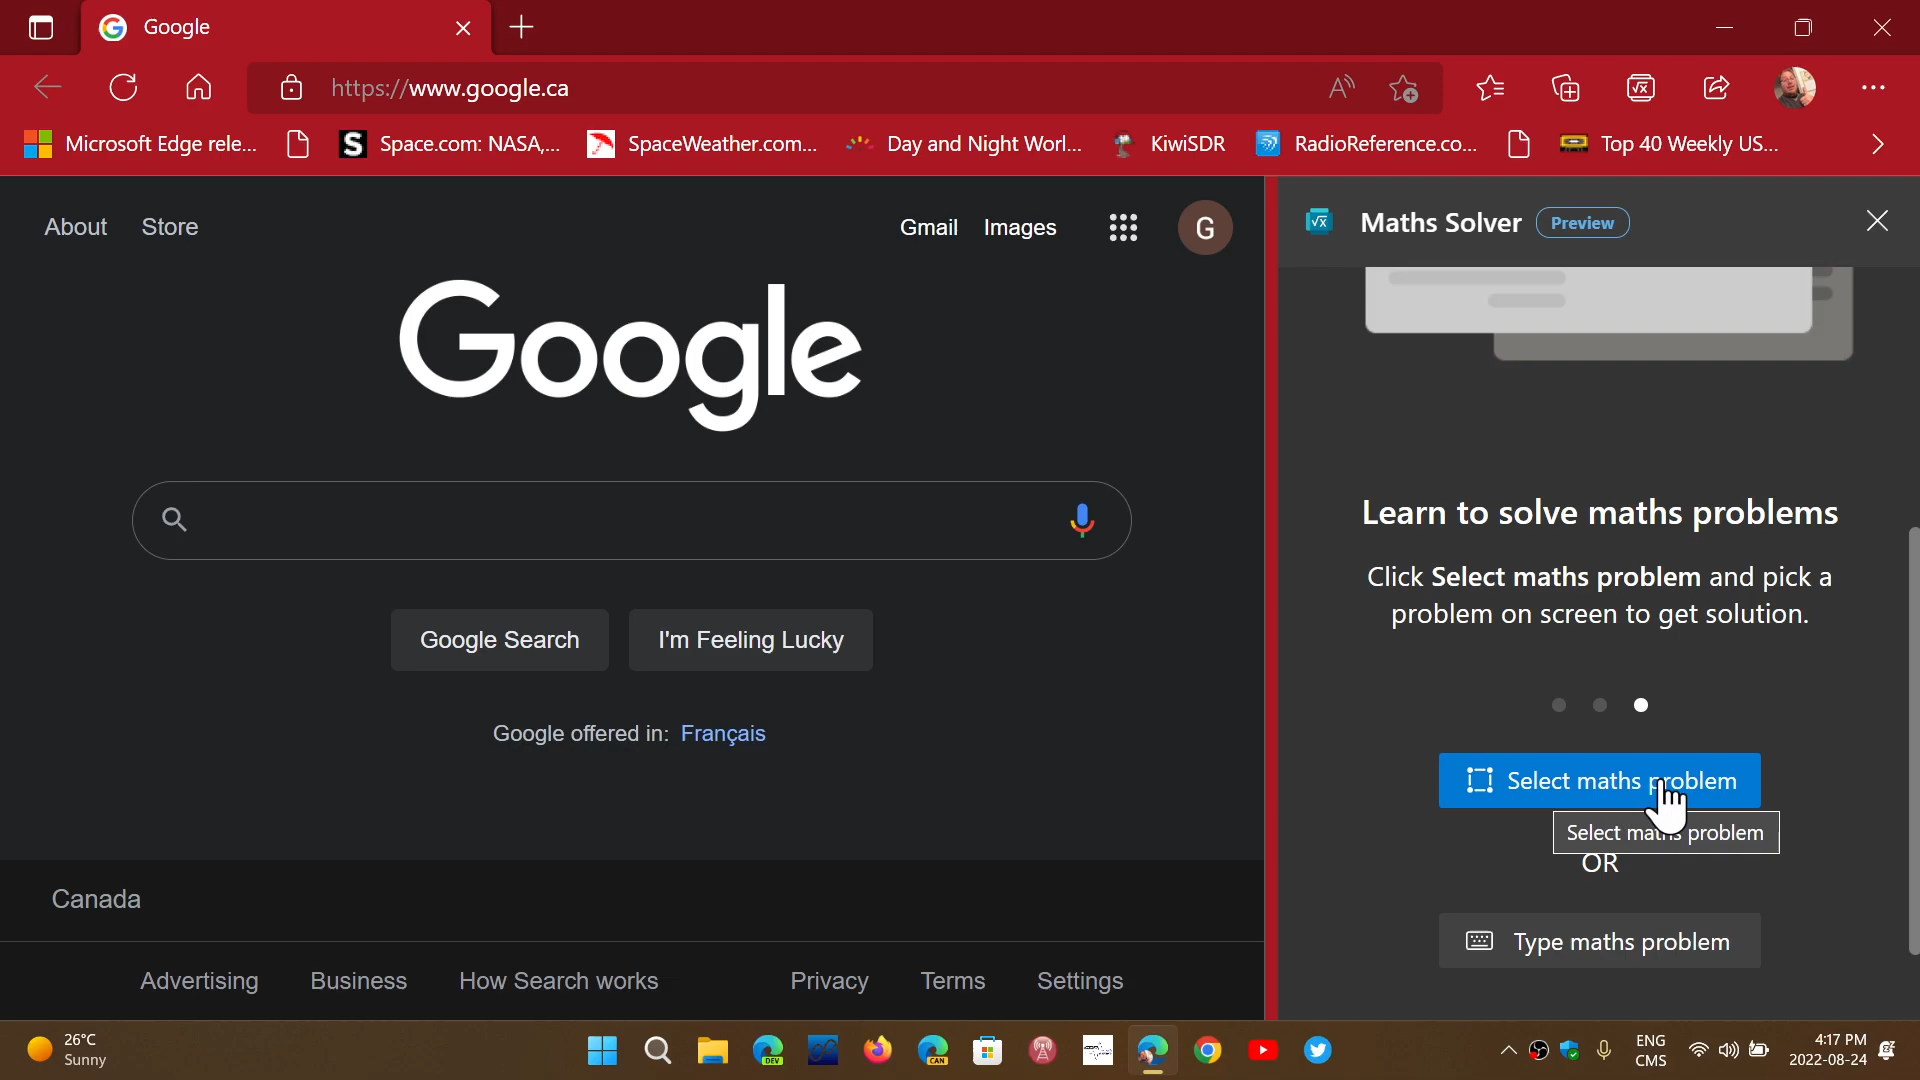 Google
https://www.google.ca
Microsoft Edge rele...
Space.com: NASA,...
SpaceWeather.com...
Day and Night Worl...
KiwiSDR
RadioReference.co...
Top 40 Weekly US...
About
Store
Gmail
Images
G
Google
Google Search
I'm Feeling Lucky
Google offered in: Français
Canada
Advertising
Business
How Search works
Privacy
Terms
Settings
Maths Solver
Preview
Learn to solve maths problems
Click Select maths problem and pick a
problem on screen to get solution.
Select maths problem
Select maths problem
OR
Type maths problem
26°C
Sunny
DEV
CAN
ENG
CMS
4:17 PM
2022-08-24